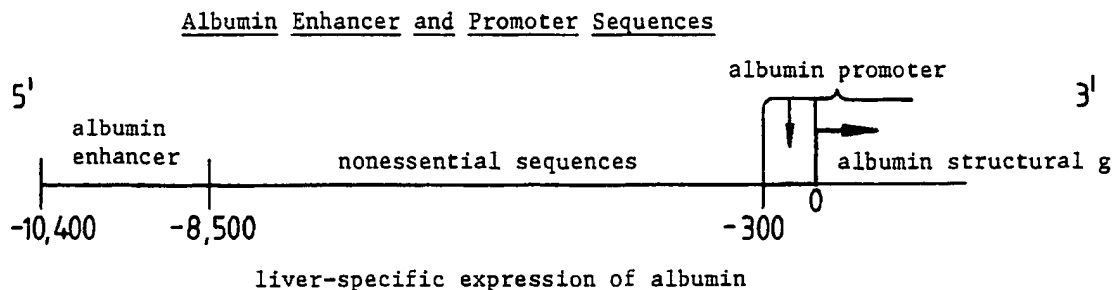 Albumin Enhancer and Promoter Sequences
albumin promoter
5'
3'
albumin
enhancer
nonessential sequences
albumin structural g
-10,400
-8,500
-300
0
liver-specific expression of albumin